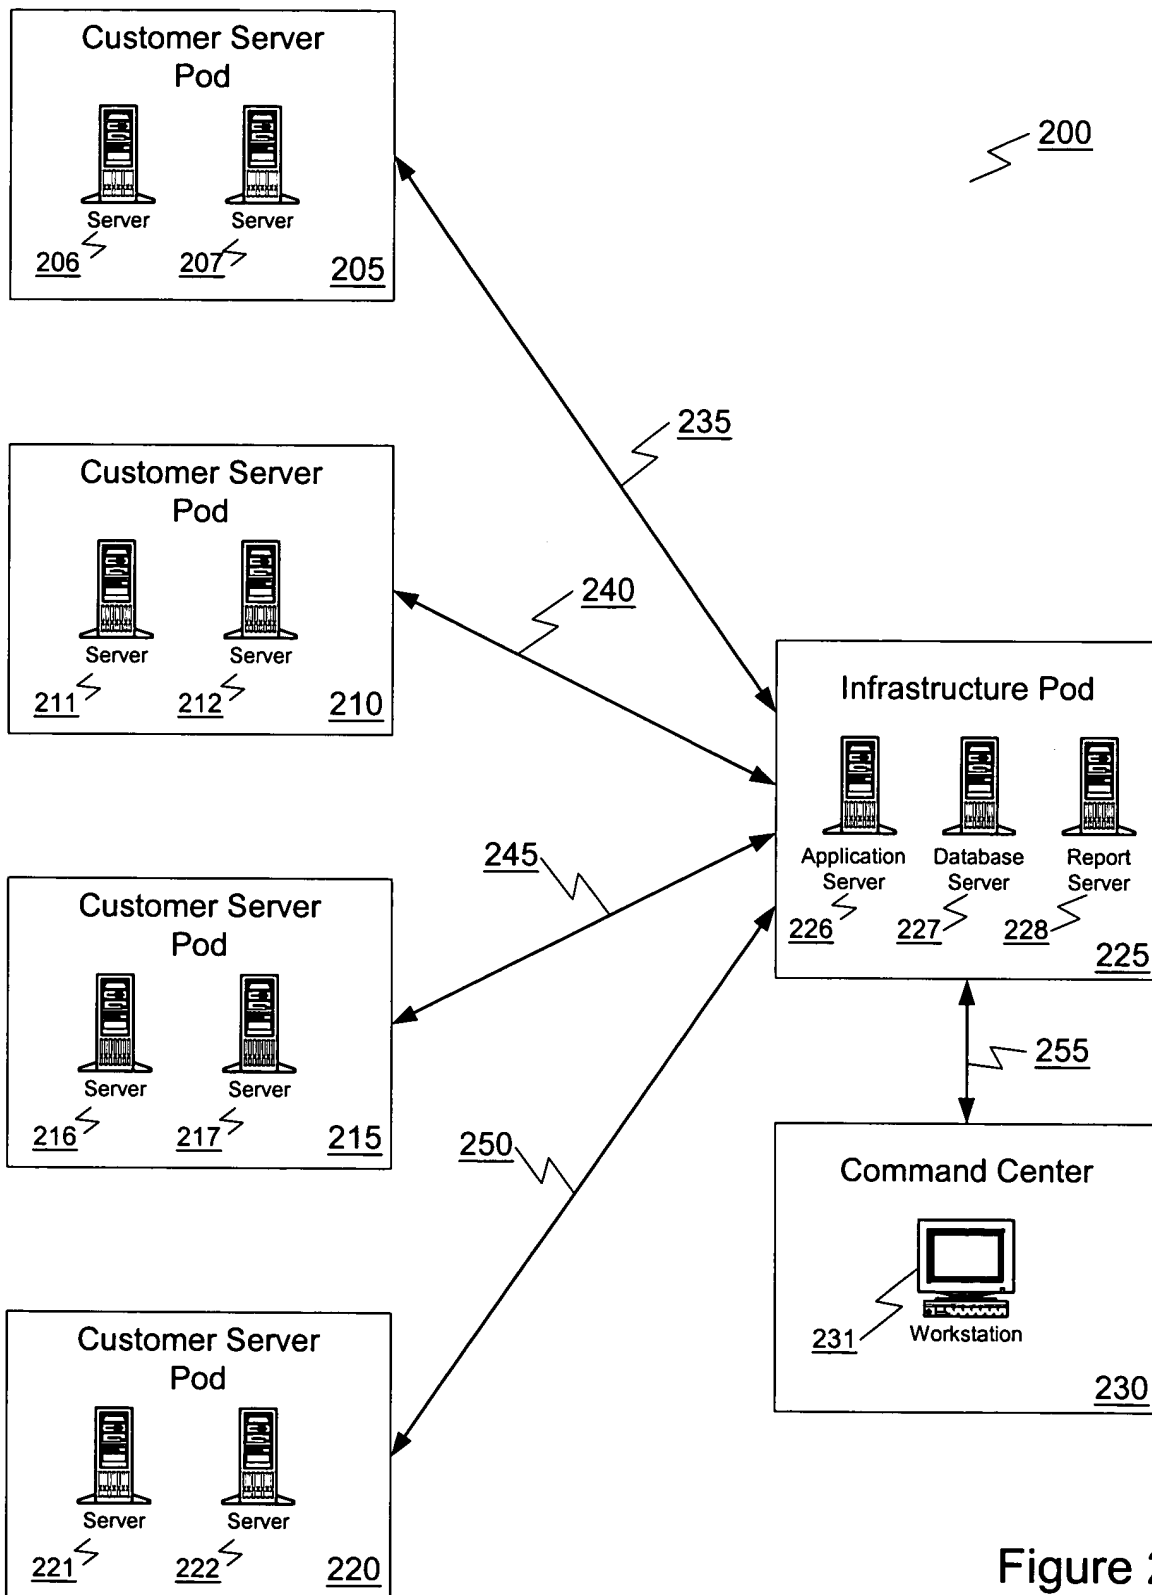 Customer Server
Pod
Server
Server
206
207
205
200
235
Customer Server
Pod
Server
Server
211
212
210
240
Infrastructure Pod
Application
Server
Database
Server
Report
Server
226
227
228
225
245
Customer Server
Pod
Server
Server
216
217
215
255
250
Command Center
Workstation
231
230
Customer Server
Pod
Server
Server
221
222
220
Figure 2